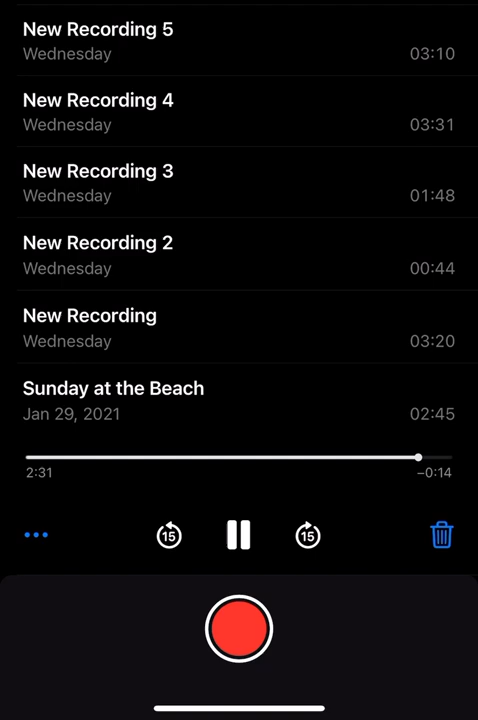 New Recording 5
Wednesday 03:10
New Recording 4
Wednesday 03:31
New Recording 3
Wednesday 01:48
New Recording 2
Wednesday 00:44
New Recording
Wednesday 03:20
Sunday at the Beach
Jan 29, 2021 02:45
2:31 −0:14
15 15